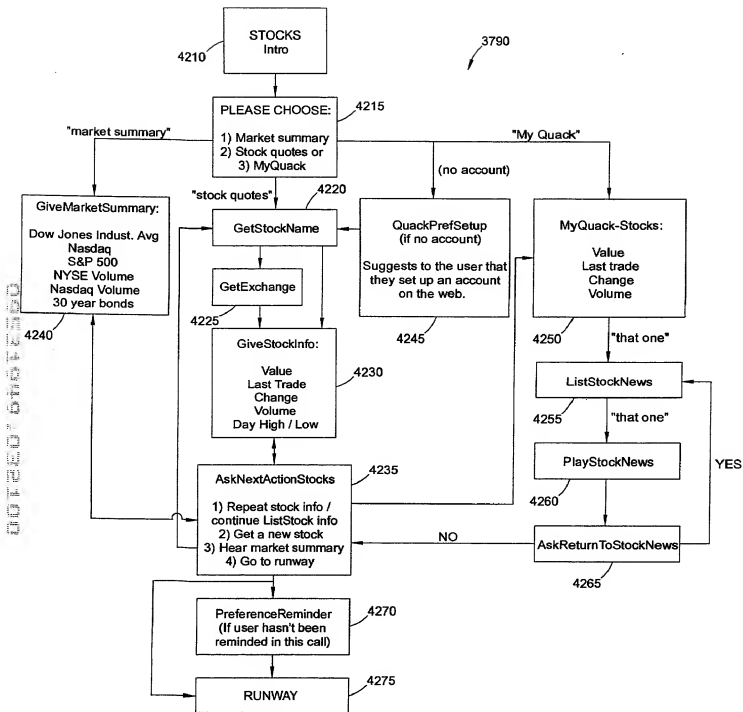 STOCKS
Intro
4210
3790
PLEASE CHOOSE:
1) Market summary
2) Stock quotes or
3) MyQuack
4215
"market summary"
"My Quack"
(no account)
"stock quotes"
4220
GiveMarketSummary:
Dow Jones Indust. Avg
Nasdaq
S&P 500
NYSE Volume
Nasdaq Volume
30 year bonds
4240
GetStockName
GetExchange
4225
QuackPrefSetup
(if no account)
Suggests to the user that
they set up an account
on the web.
4245
MyQuack-Stocks:
Value
Last trade
Change
Volume
4250
"that one"
GiveStockInfo:
Value
Last Trade
Change
Volume
Day High / Low
4230
ListStockNews
4255
"that one"
PlayStockNews
4260
YES
AskNextActionStocks
1) Repeat stock info /
continue ListStock info
2) Get a new stock
3) Hear market summary
4) Go to runway
4235
NO
AskReturnToStockNews
4265
PreferenceReminder
(If user hasn't been
reminded in this call)
4270
RUNWAY
4275